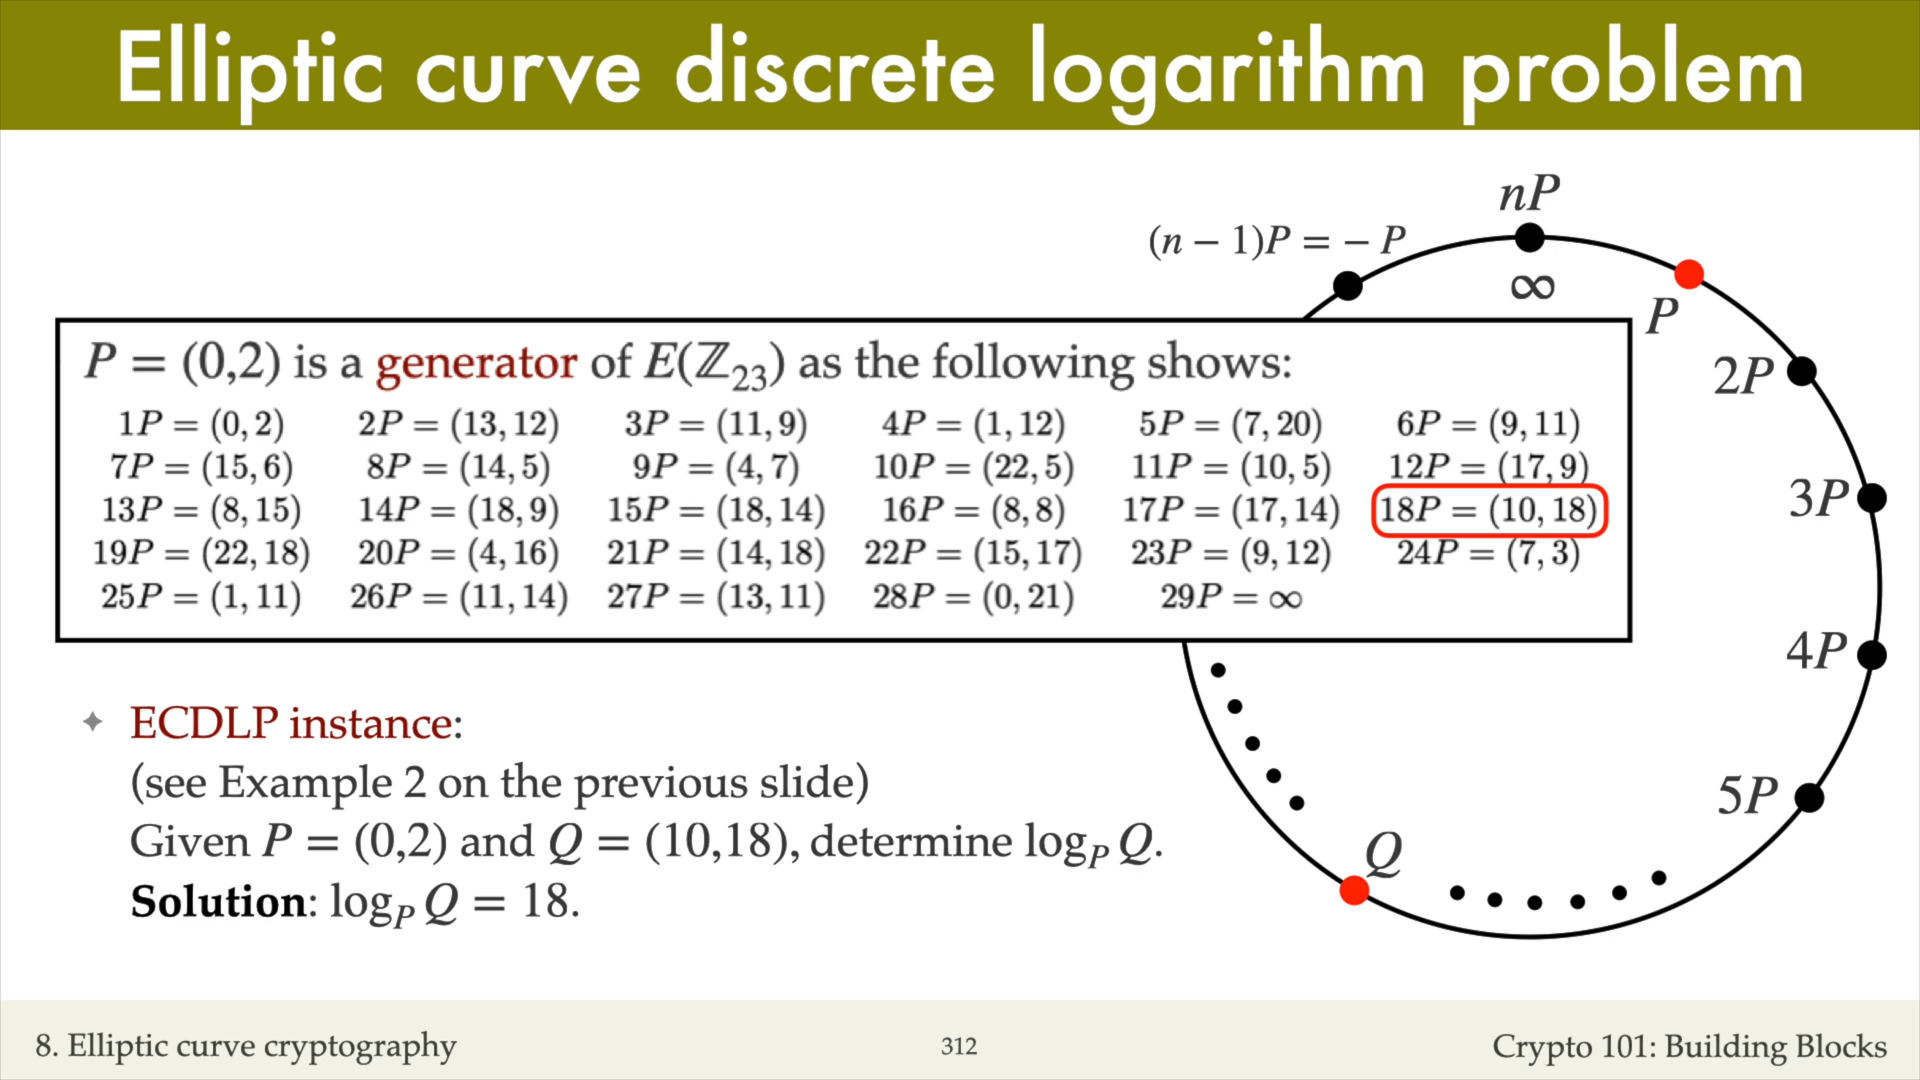 Elliptic curve discrete logarithm problem
nP
(n − 1)P = − P
∞
P
2P
3P
4P
5P
Q
P = (0,2) is a generator of E(ℤ₂₃) as the following shows:
1P = (0, 2) 2P = (13, 12) 3P = (11, 9) 4P = (1, 12) 5P = (7, 20) 6P = (9, 11)
7P = (15, 6) 8P = (14, 5) 9P = (4, 7) 10P = (22, 5) 11P = (10, 5) 12P = (17, 9)
13P = (8, 15) 14P = (18, 9) 15P = (18, 14) 16P = (8, 8) 17P = (17, 14) 18P = (10, 18)
19P = (22, 18) 20P = (4, 16) 21P = (14, 18) 22P = (15, 17) 23P = (9, 12) 24P = (7, 3)
25P = (1, 11) 26P = (11, 14) 27P = (13, 11) 28P = (0, 21) 29P = ∞
✦ ECDLP instance:
(see Example 2 on the previous slide)
Given P = (0,2) and Q = (10,18), determine log_P Q.
Solution: log_P Q = 18.
8. Elliptic curve cryptography
312
Crypto 101: Building Blocks